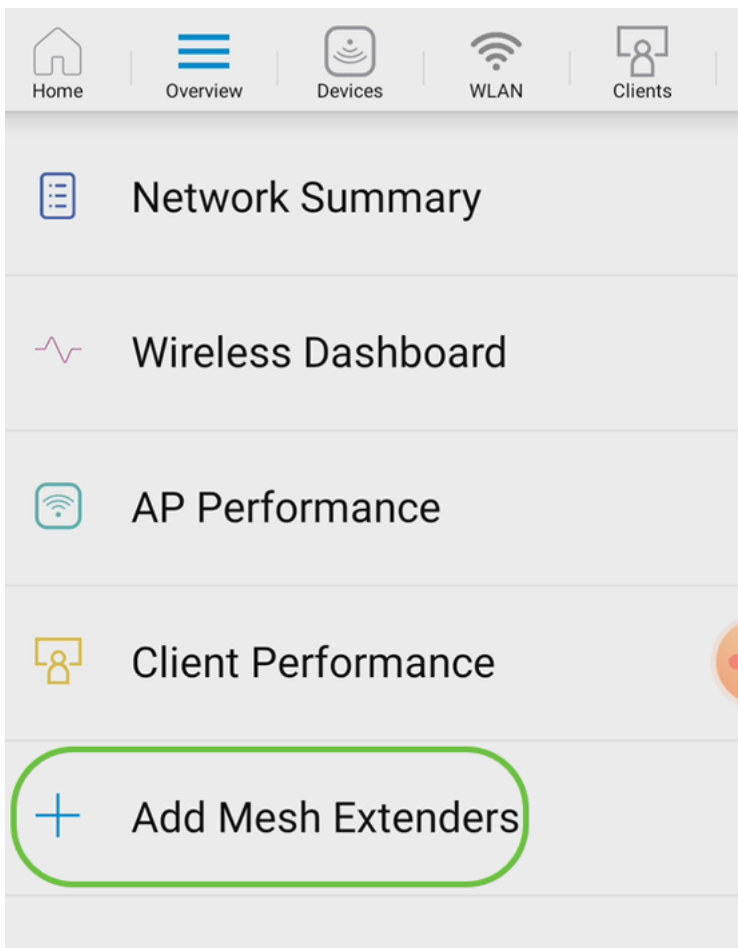 Home Overview Devices WLAN Clients
Network Summary
Wireless Dashboard
AP Performance
Client Performance
Add Mesh Extenders